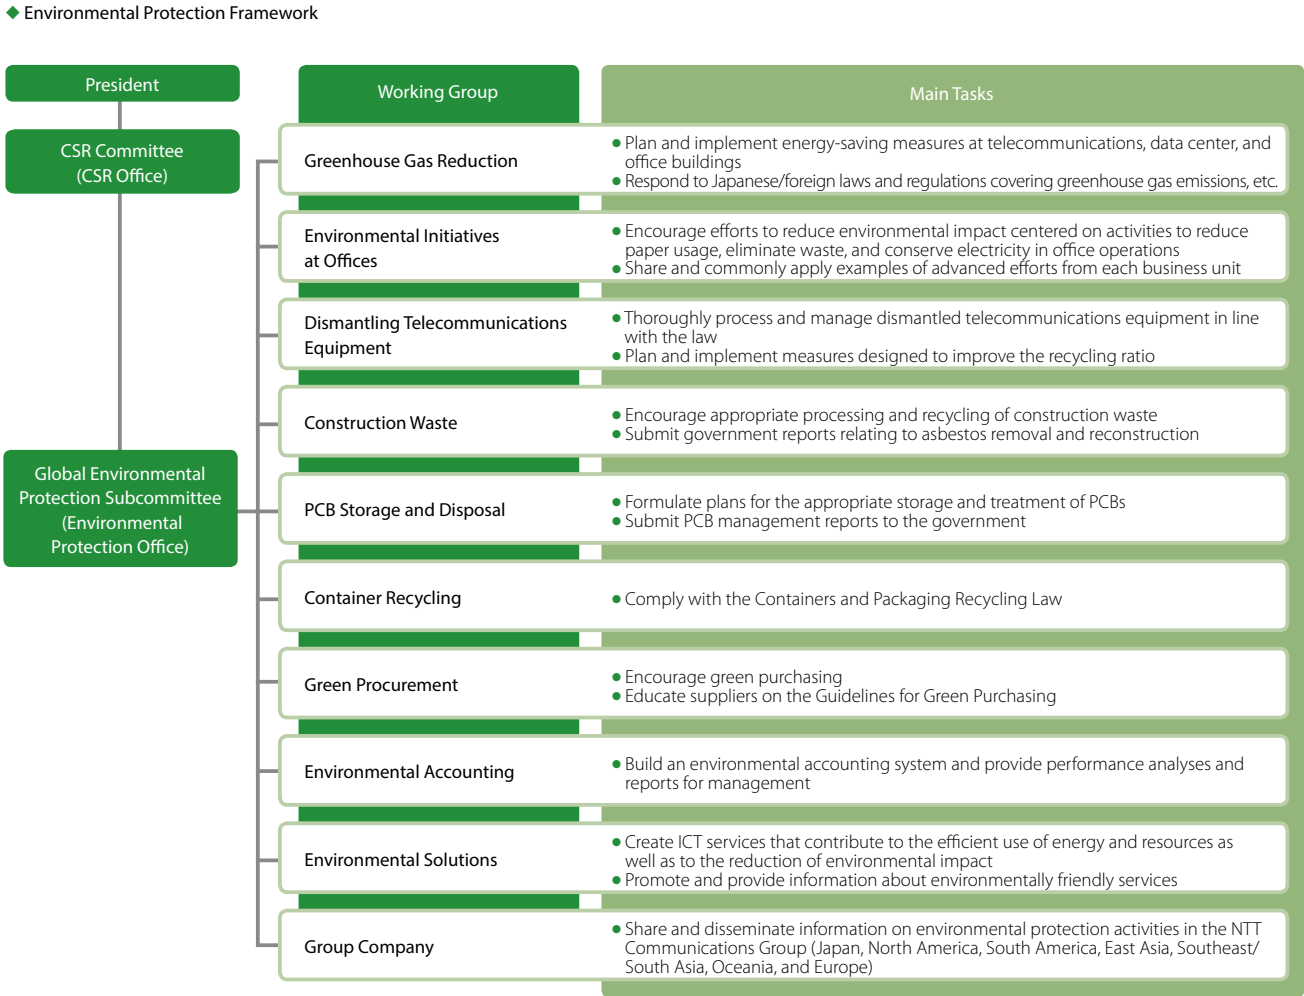 ◆ Environmental Protection Framework
President
CSR Committee
(CSR Office)
Global Environmental
Protection Subcommittee
(Environmental
Protection Office)
Working Group
Main Tasks
Greenhouse Gas Reduction
● Plan and implement energy-saving measures at telecommunications, data center, and
office buildings
● Respond to Japanese/foreign laws and regulations covering greenhouse gas emissions, etc.
Environmental Initiatives
at Offices
● Encourage efforts to reduce environmental impact centered on activities to reduce
paper usage, eliminate waste, and conserve electricity in office operations
● Share and commonly apply examples of advanced efforts from each business unit
Dismantling Telecommunications
Equipment
● Thoroughly process and manage dismantled telecommunications equipment in line
with the law
● Plan and implement measures designed to improve the recycling ratio
Construction Waste
● Encourage appropriate processing and recycling of construction waste
● Submit government reports relating to asbestos removal and reconstruction
PCB Storage and Disposal
● Formulate plans for the appropriate storage and treatment of PCBs
● Submit PCB management reports to the government
Container Recycling
● Comply with the Containers and Packaging Recycling Law
Green Procurement
● Encourage green purchasing
● Educate suppliers on the Guidelines for Green Purchasing
Environmental Accounting
● Build an environmental accounting system and provide performance analyses and
reports for management
Environmental Solutions
● Create ICT services that contribute to the efficient use of energy and resources as
well as to the reduction of environmental impact
● Promote and provide information about environmentally friendly services
Group Company
● Share and disseminate information on environmental protection activities in the NTT
Communications Group (Japan, North America, South America, East Asia, Southeast/
South Asia, Oceania, and Europe)